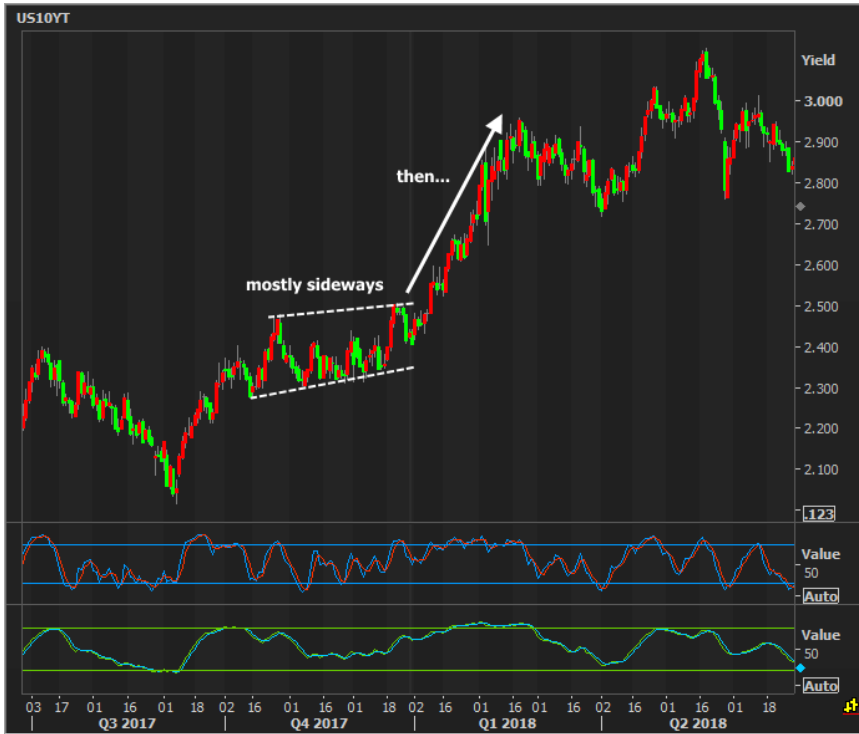 US10YT
Yield
3.000
2.900
2.800
then...
2.700
2.600
mostly sideways
2.500
2.400
2.300
2.200
2.100
.123
Value
50
Auto
Value
50
Auto
03 17 01 16 01 18 02 16 01 16 01 18 02 16 01 16 01 16 02 16 01 16 01 18
Q3 2017 Q4 2017 Q1 2018 Q2 2018